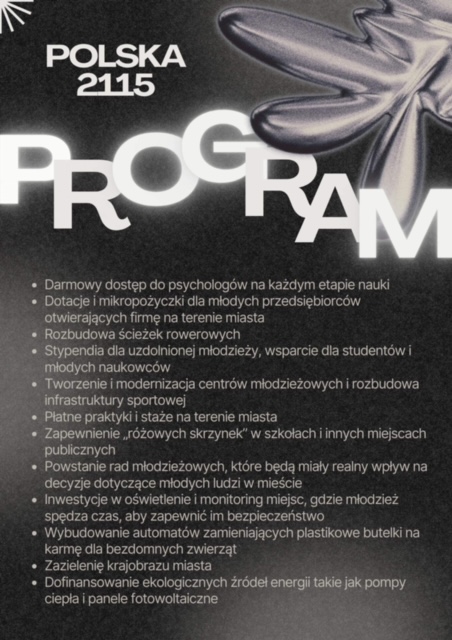 POLSKA
2115
PROGRAM
• Darmowy dostęp do psychologów na każdym etapie nauki
• Dotacje i mikropożyczki dla młodych przedsiębiorców
otwierających firmę na terenie miasta
• Rozbudowa ścieżek rowerowych
• Stypendia dla uzdolnionej młodzieży, wsparcie dla studentów i
młodych naukowców
• Tworzenie i modernizacja centrów młodzieżowych i rozbudowa
infrastruktury sportowej
• Płatne praktyki i staże na terenie miasta
• Zapewnienie „różowych skrzynek” w szkołach i innych miejscach
publicznych
• Powstanie rad młodzieżowych, które będą miały realny wpływ na
decyzje dotyczące młodych ludzi w mieście
• Inwestycje w oświetlenie i monitoring miejsc, gdzie młodzież
spędza czas, aby zapewnić im bezpieczeństwo
• Wybudowanie automatów zamieniających plastikowe butelki na
karmę dla bezdomnych zwierząt
• Zazielenię krajobrazu miasta
• Dofinansowanie ekologicznych źródeł energii takie jak pompy
ciepła i panele fotowoltaiczne